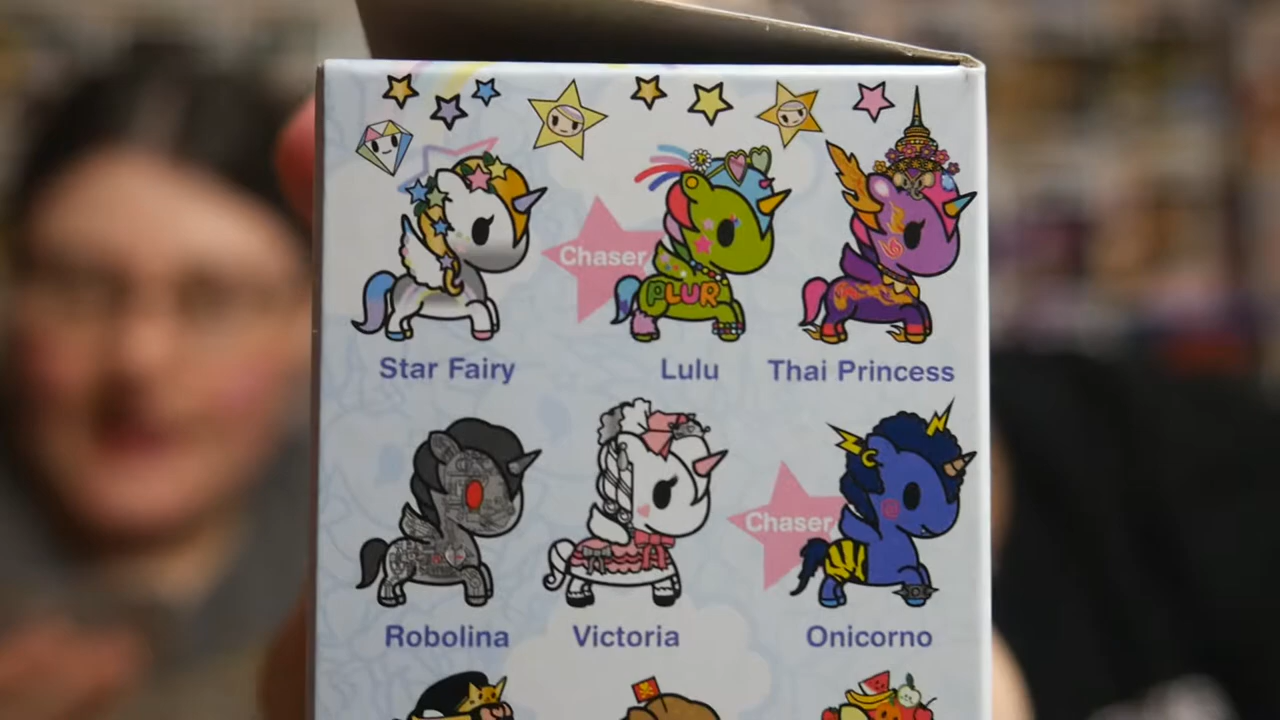 Chaser
PLUR
Star Fairy
Lulu
Thai Princess
Chaser
Robolina
Victoria
Onicorno